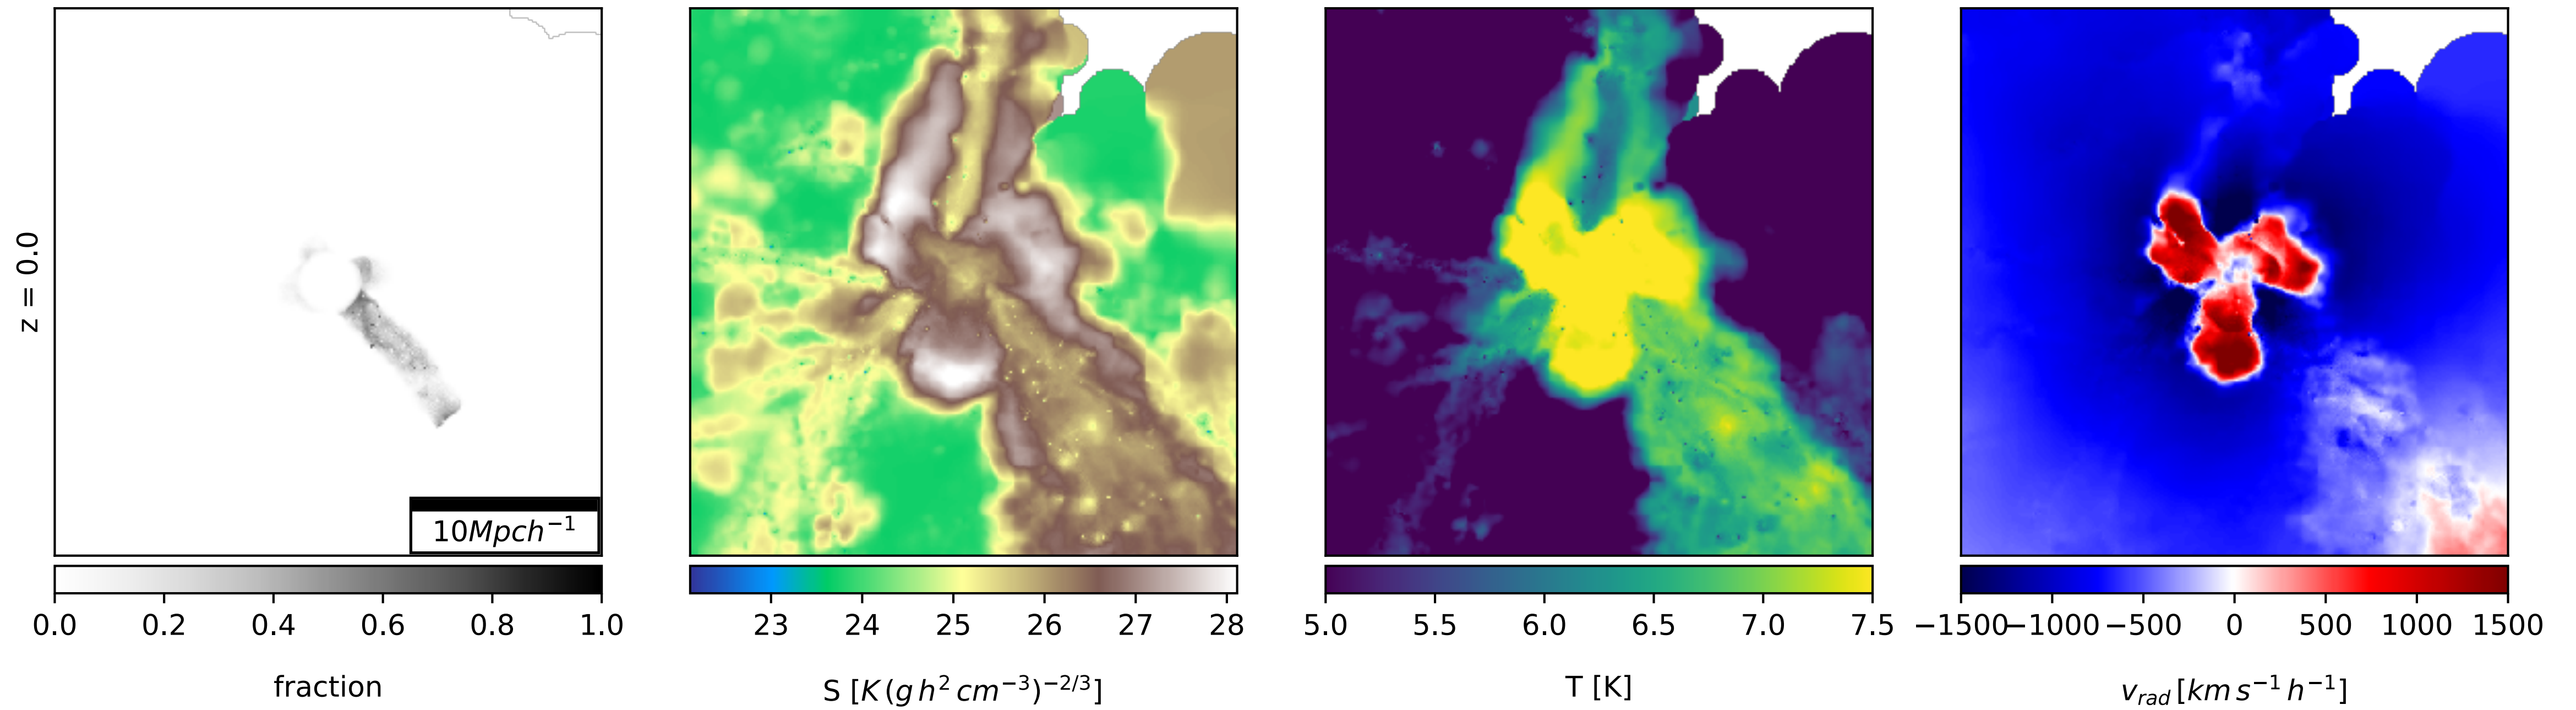 z = 0.0
10Mpch⁻¹
0.0 0.2 0.4 0.6 0.8 1.0
fraction
23 24 25 26 27 28
S [K (g h² cm⁻³)⁻²/³]
5.0 5.5 6.0 6.5 7.0 7.5
T [K]
−1500 −1000 −500 0 500 1000 1500
v_rad [km s⁻¹ h⁻¹]